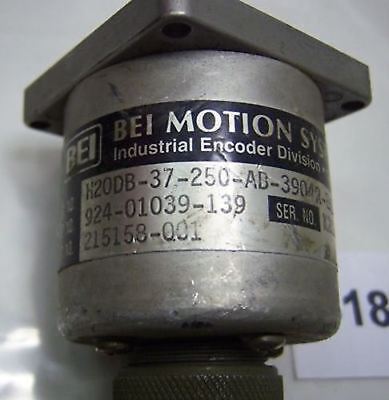 BEI
BEI MOTION SYS
Industrial Encoder Division
H20DB-37-250-AB-
924-01039-139
SER. NO.
215158-001
18